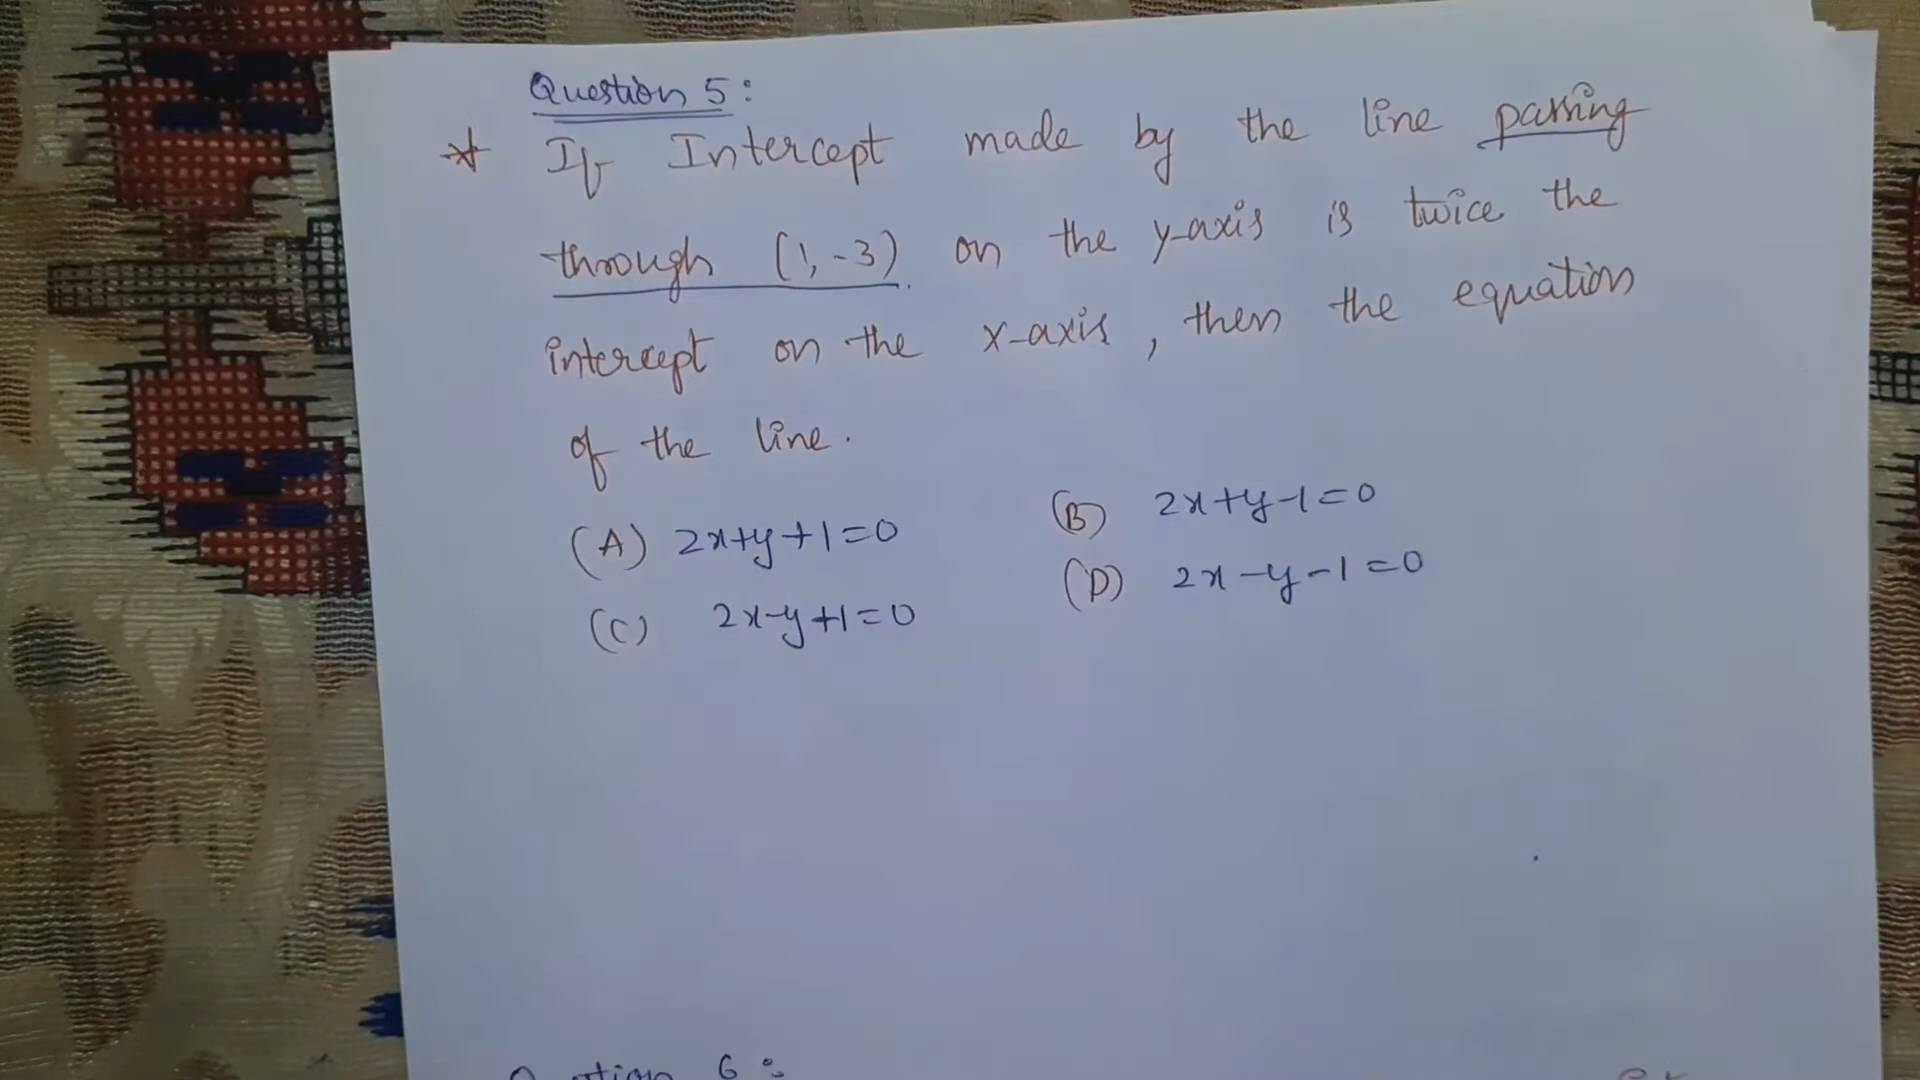 Question 5:
* If Intercept made by the line passing
through (1, -3) on the y-axis is twice the
intercept on the x-axis, then the equation
of the line.
(A) 2x+y+1=0 (B) 2x+y-1=0
(C) 2x-y+1=0 (D) 2x-y-1=0
Question 6: